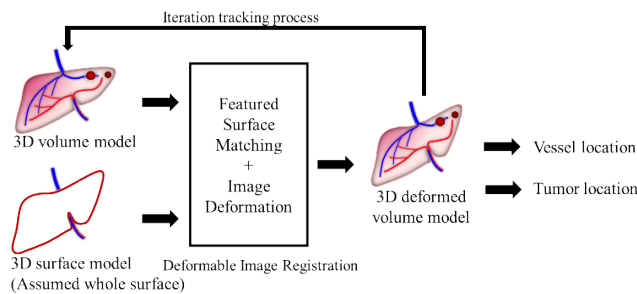 Iteration tracking process
3D volume model
Featured
Surface
Matching
+
Image
Deformation
3D deformed
volume model
Vessel location
Tumor location
3D surface model
(Assumed whole surface)
Deformable Image Registration